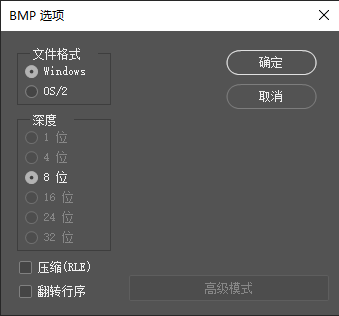 BMP 选项
文件格式
Windows
OS/2
确定
取消
深度
1 位
4 位
8 位
16 位
24 位
32 位
压缩(RLE)
翻转行序
高级模式